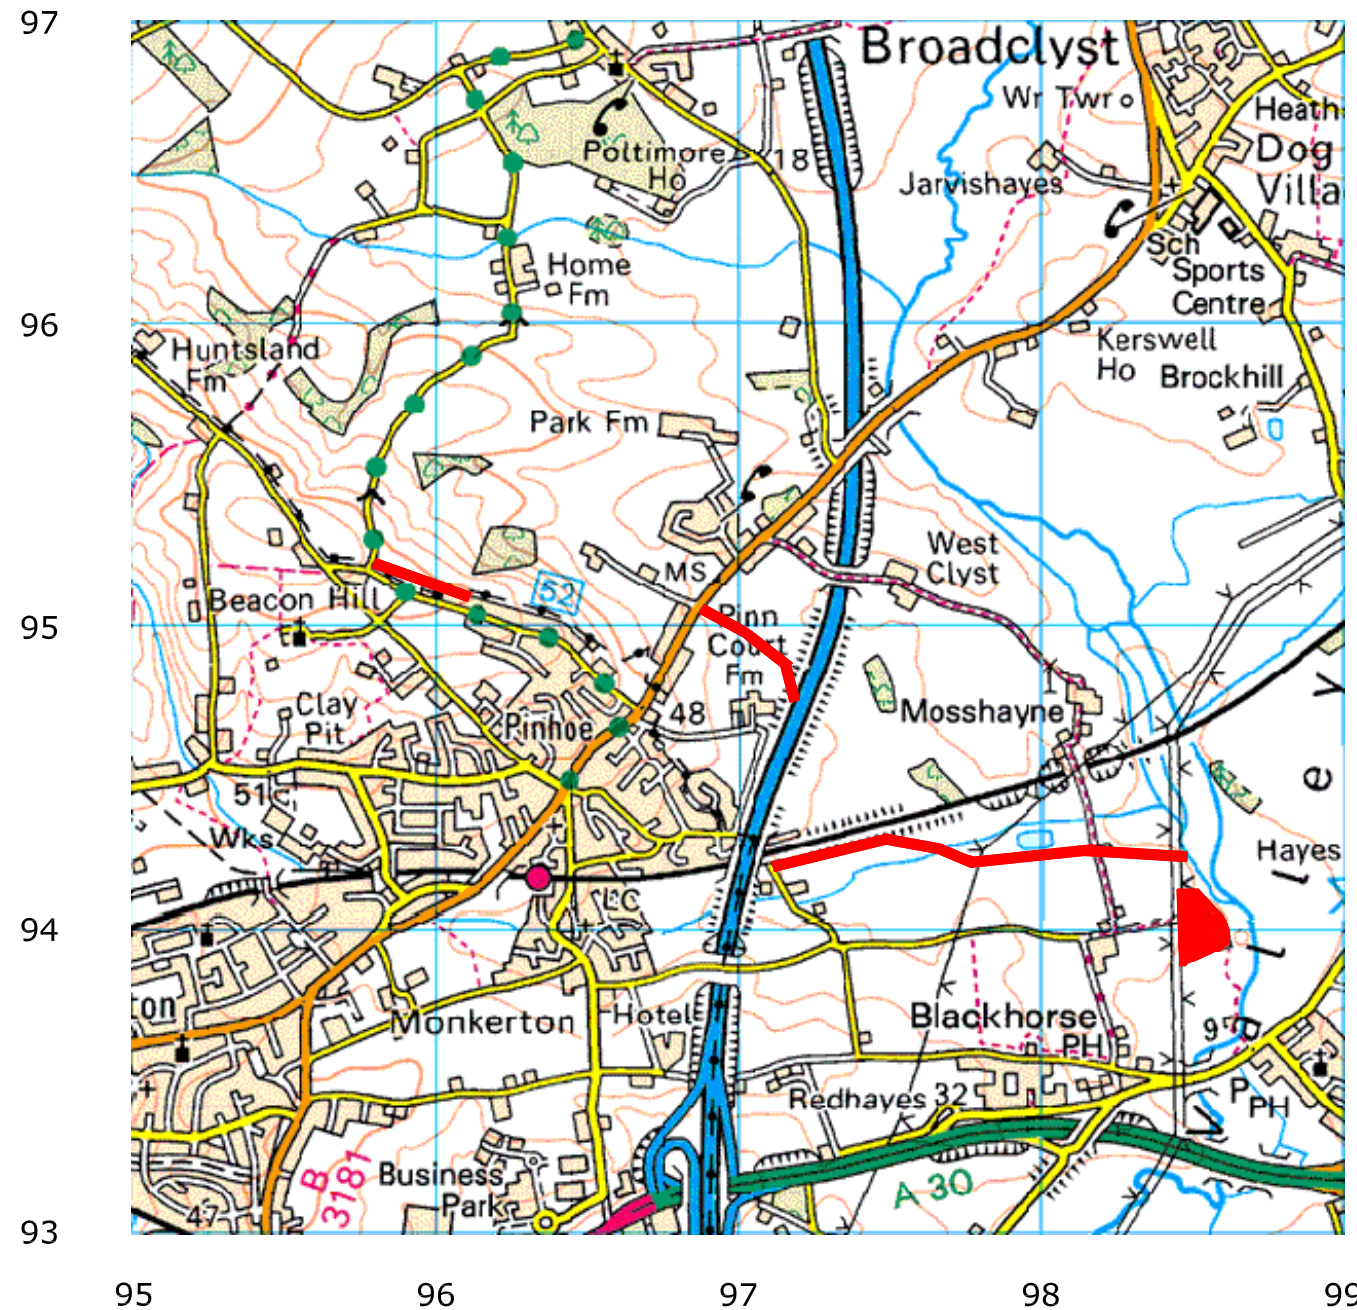 97
Broadclyst
Wr Twr
Heath
Dog
Villa
Poltimore
Ho
18
Jarvishayes
Sch
Sports
Centre
Home
Fm
96
Huntsland
Fm
Kerswell
Ho
Brockhill
Park Fm
West
Clyst
MS
52
Beacon Hill
95
Pinn
Court
Fm
Clay
Pit
Pinhoe
48
Mosshayne
51
Wks
Hayes
LC
94
ton
Monkerton
Hotel
Blackhorse
PH
9
Redhayes 32
P
PH
Business
Park
B
3181
A 30
47
V
a
l
l
e
y
93
95
96
97
98
99